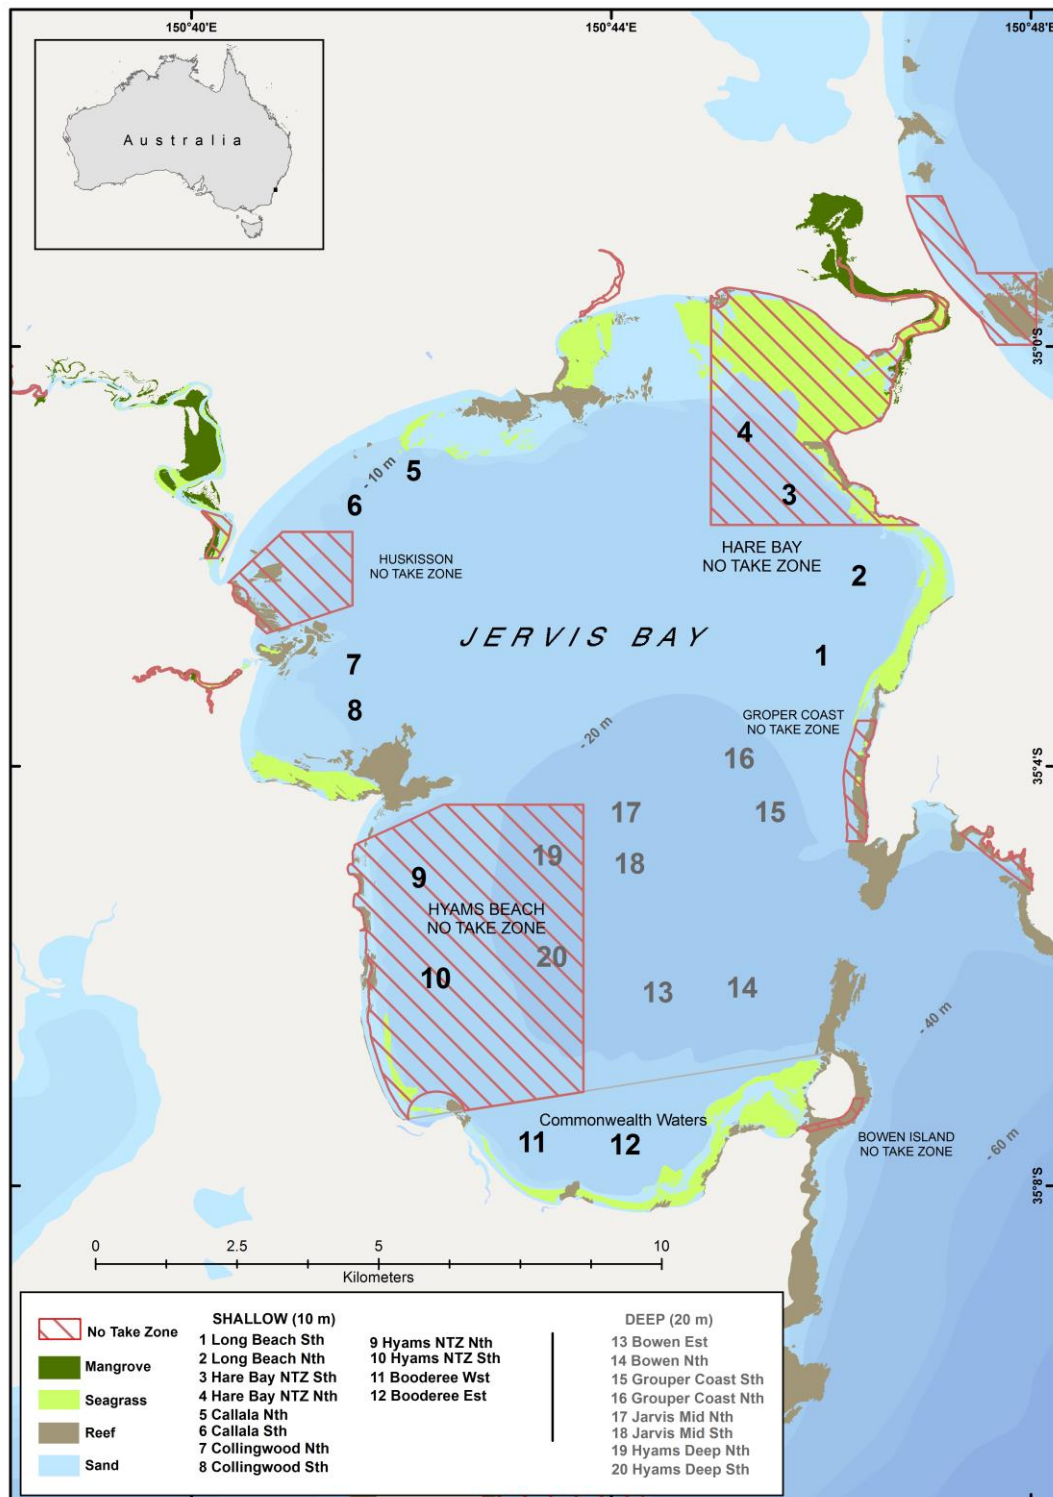 150°40'E
150°44'E
150°48'E
Australia
35°0'S
4
- 10 m
5
6
3
HUSKISSON
NO TAKE ZONE
HARE BAY
NO TAKE ZONE
2
JERVIS BAY
1
7
8
GROPER COAST
NO TAKE ZONE
- 20 m
16
35°4'S
17
15
19
18
9
HYAMS BEACH
NO TAKE ZONE
20
10
13
14
- 40 m
Commonwealth Waters
11
12
BOWEN ISLAND
NO TAKE ZONE
- 60 m
35°8'S
0
2.5
5
10
Kilometers
No Take Zone
Mangrove
Seagrass
Reef
Sand
SHALLOW (10 m)
1 Long Beach Sth
2 Long Beach Nth
3 Hare Bay NTZ Sth
4 Hare Bay NTZ Nth
5 Callala Nth
6 Callala Sth
7 Collingwood Nth
8 Collingwood Sth
9 Hyams NTZ Nth
10 Hyams NTZ Sth
11 Booderee Wst
12 Booderee Est
DEEP (20 m)
13 Bowen Est
14 Bowen Nth
15 Grouper Coast Sth
16 Grouper Coast Nth
17 Jarvis Mid Nth
18 Jarvis Mid Sth
19 Hyams Deep Nth
20 Hyams Deep Sth